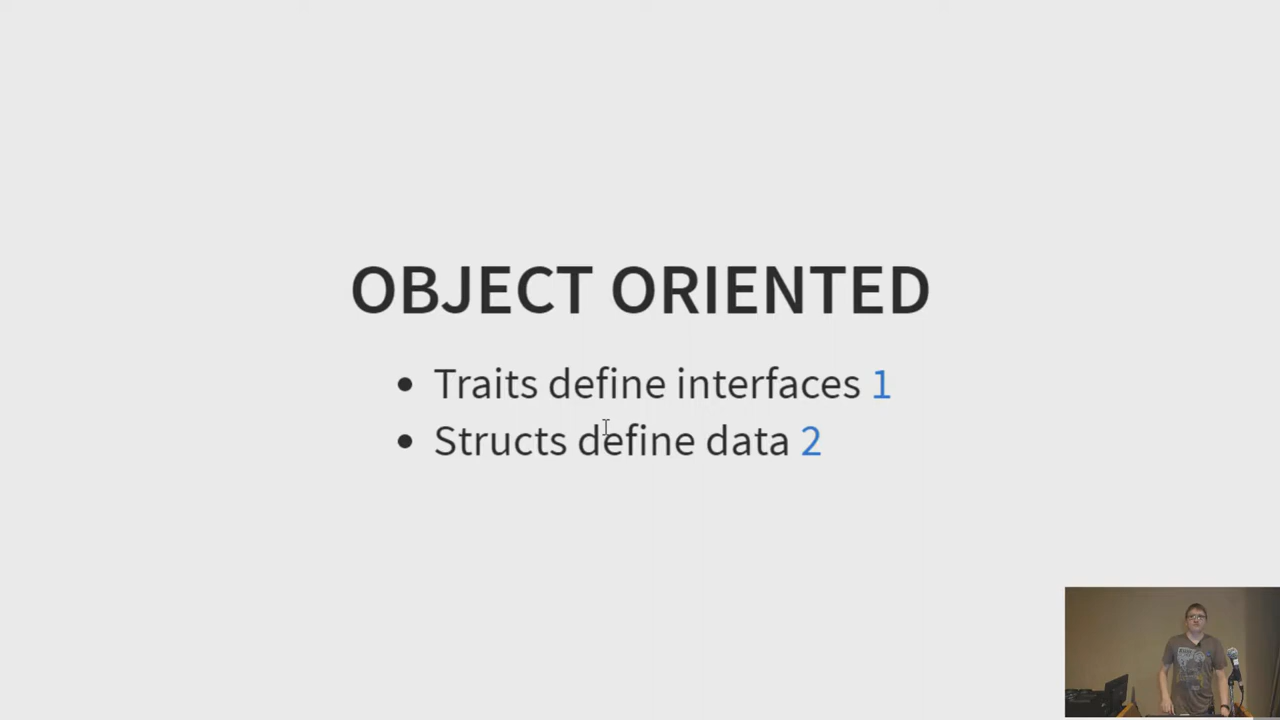 OBJECT ORIENTED
• Traits define interfaces 1
• Structs define data 2